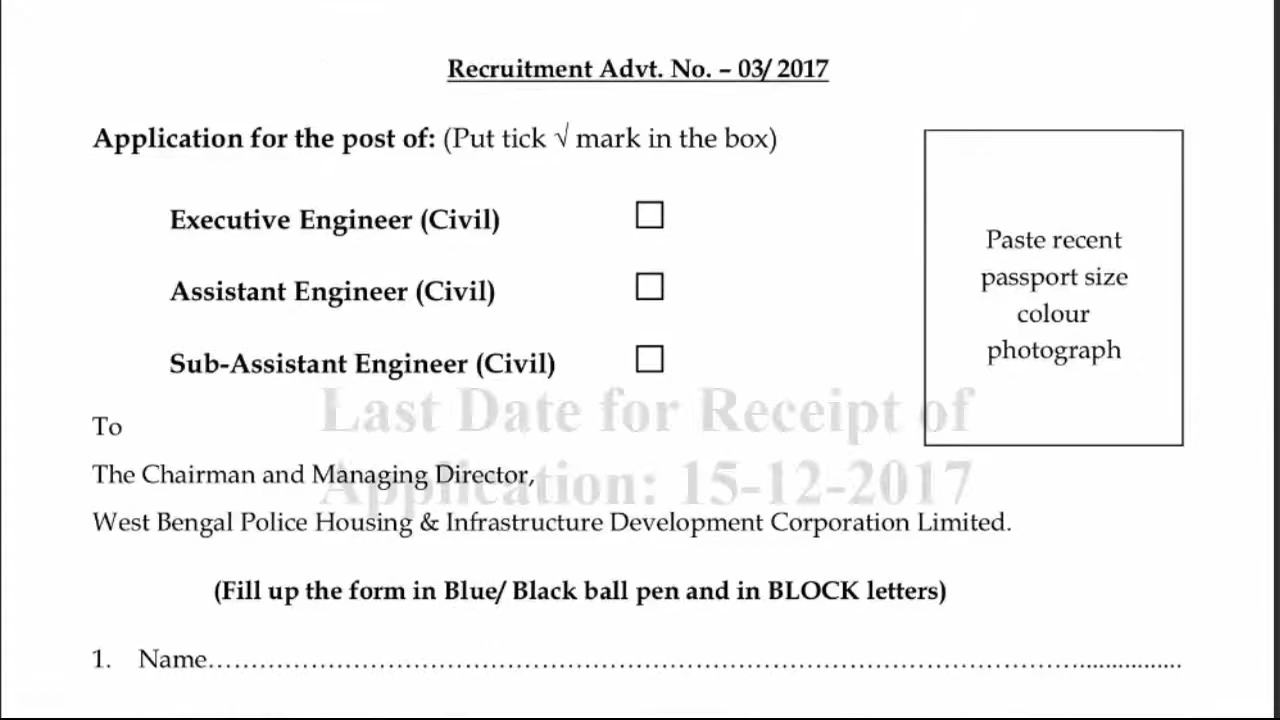 Recruitment Advt. No. – 03/ 2017
Application for the post of: (Put tick √ mark in the box)
Executive Engineer (Civil)
Assistant Engineer (Civil)
Sub-Assistant Engineer (Civil)
Paste recent
passport size
colour
photograph
Last Date for Receipt of
Application: 15-12-2017
To
The Chairman and Managing Director,
West Bengal Police Housing & Infrastructure Development Corporation Limited.
(Fill up the form in Blue/ Black ball pen and in BLOCK letters)
1. Name……………………………………………………………………………………………................